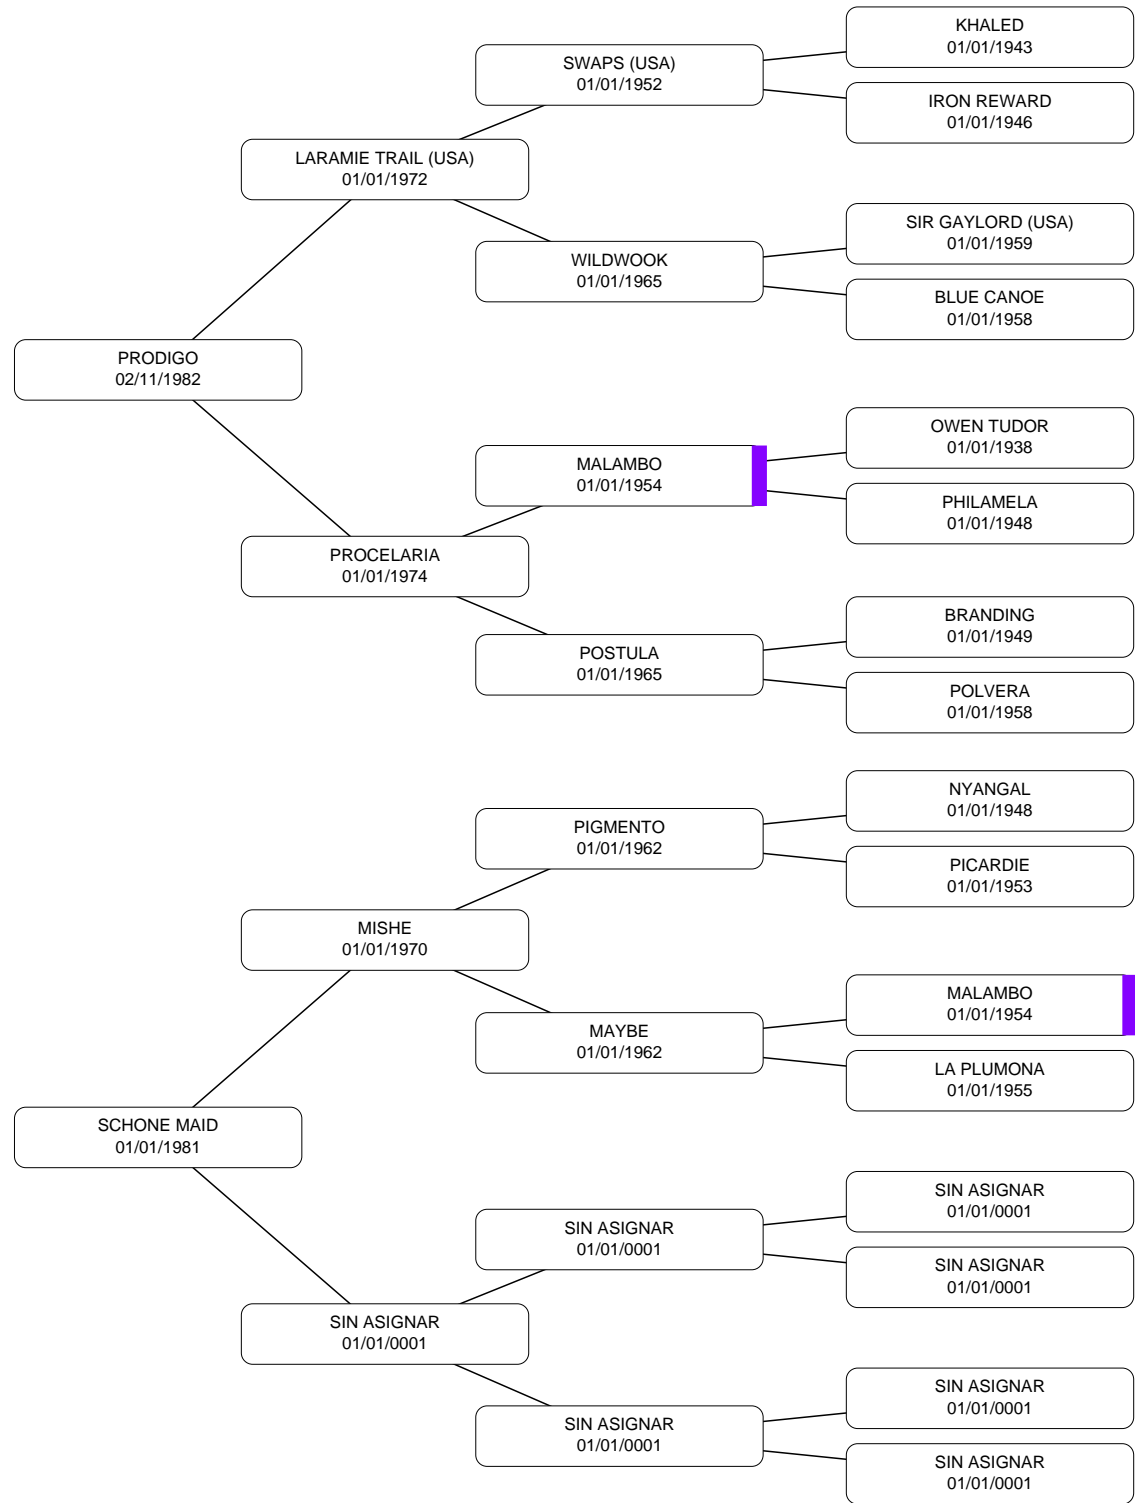 KHALED
01/01/1943
SWAPS (USA)
01/01/1952
IRON REWARD
01/01/1946
LARAMIE TRAIL (USA)
01/01/1972
SIR GAYLORD (USA)
01/01/1959
WILDWOOK
01/01/1965
BLUE CANOE
01/01/1958
PRODIGO
02/11/1982
OWEN TUDOR
01/01/1938
MALAMBO
01/01/1954
PHILAMELA
01/01/1948
PROCELARIA
01/01/1974
BRANDING
01/01/1949
POSTULA
01/01/1965
POLVERA
01/01/1958
NYANGAL
01/01/1948
PIGMENTO
01/01/1962
PICARDIE
01/01/1953
MISHE
01/01/1970
MALAMBO
01/01/1954
MAYBE
01/01/1962
LA PLUMONA
01/01/1955
SCHONE MAID
01/01/1981
SIN ASIGNAR
01/01/0001
SIN ASIGNAR
01/01/0001
SIN ASIGNAR
01/01/0001
SIN ASIGNAR
01/01/0001
SIN ASIGNAR
01/01/0001
SIN ASIGNAR
01/01/0001
SIN ASIGNAR
01/01/0001